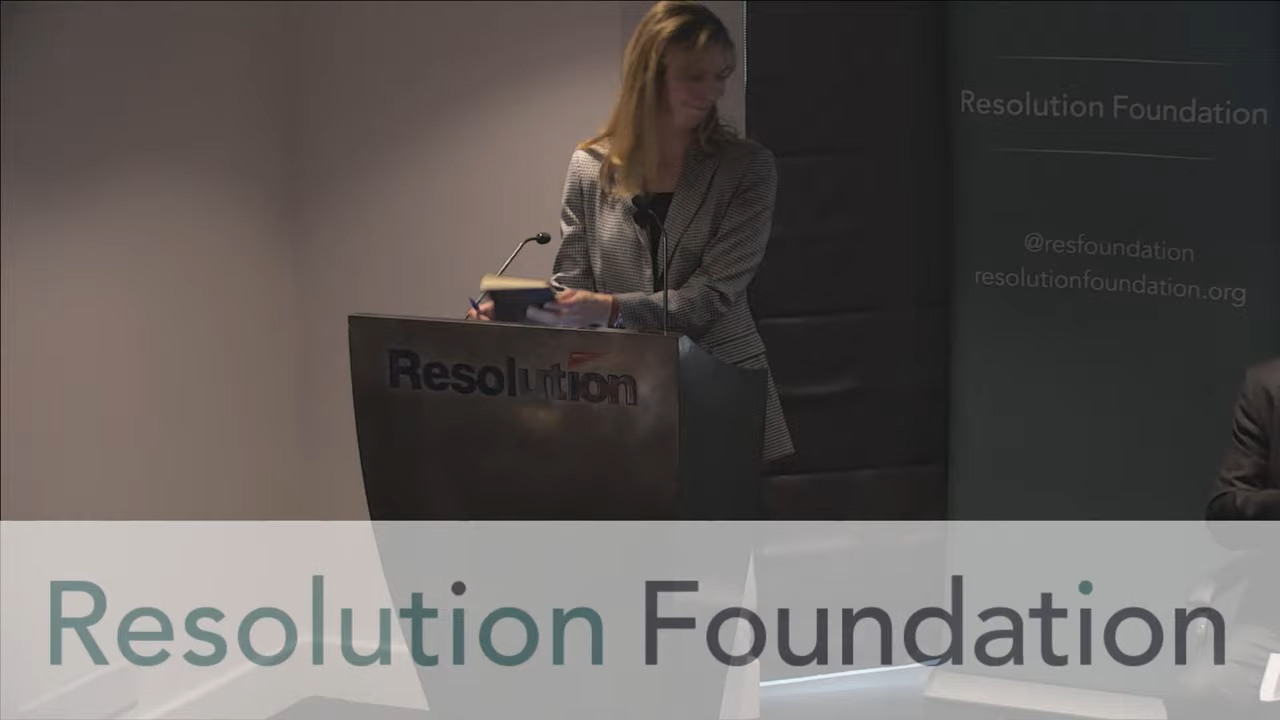 Resolution Foundation
@resfoundation
resolutionfoundation.org
Resolution
Resolution Foundation